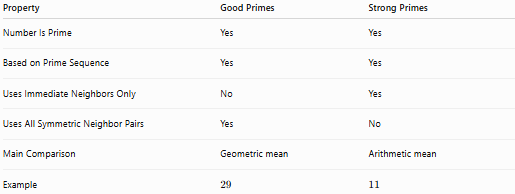 Property Good Primes Strong Primes
Number Is Prime Yes Yes
Based on Prime Sequence Yes Yes
Uses Immediate Neighbors Only No Yes
Uses All Symmetric Neighbor Pairs Yes No
Main Comparison Geometric mean Arithmetic mean
Example 29 11